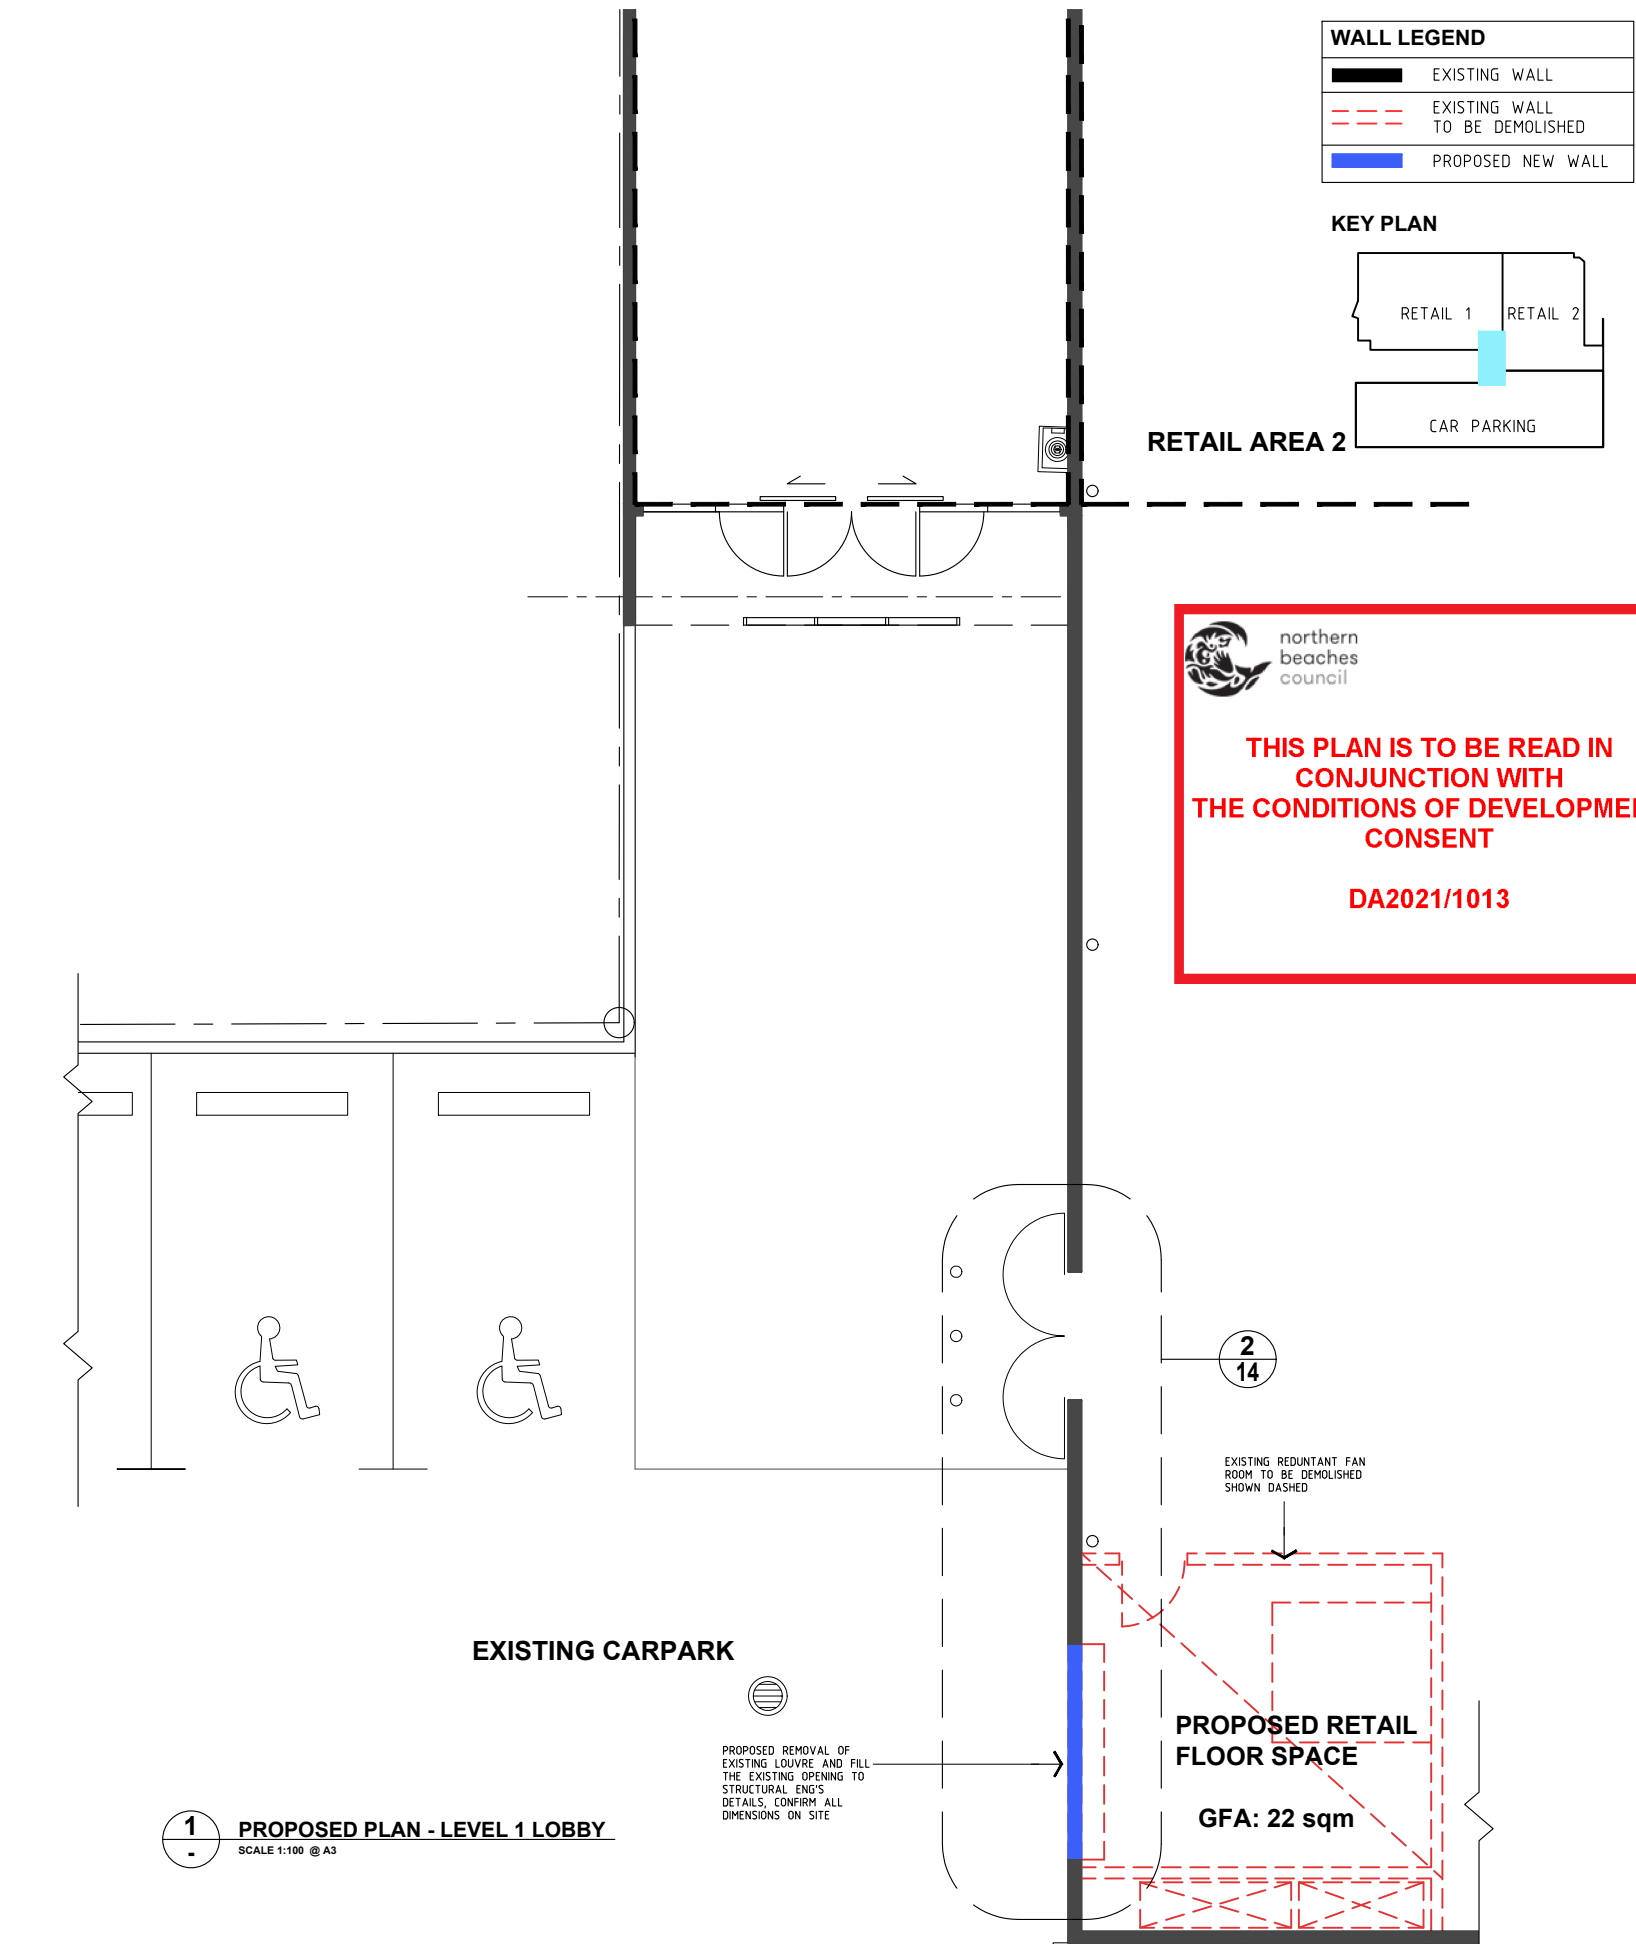 WALL LEGEND
EXISTING WALL
EXISTING WALL
TO BE DEMOLISHED
PROPOSED NEW WALL
KEY PLAN
RETAIL 1
RETAIL 2
CAR PARKING
RETAIL AREA 2
northern
beaches
council
THIS PLAN IS TO BE READ IN
CONJUNCTION WITH
THE CONDITIONS OF DEVELOPME
CONSENT
DA2021/1013
2
14
EXISTING REDUNTANT FAN
ROOM TO BE DEMOLISHED
SHOWN DASHED
EXISTING CARPARK
PROPOSED RETAIL
FLOOR SPACE
GFA: 22 sqm
PROPOSED REMOVAL OF
EXISTING LOUVRE AND FILL
THE EXISTING OPENING TO
STRUCTURAL ENG'S
DETAILS, CONFIRM ALL
DIMENSIONS ON SITE
1
-
PROPOSED PLAN - LEVEL 1 LOBBY
SCALE 1:100 @ A3